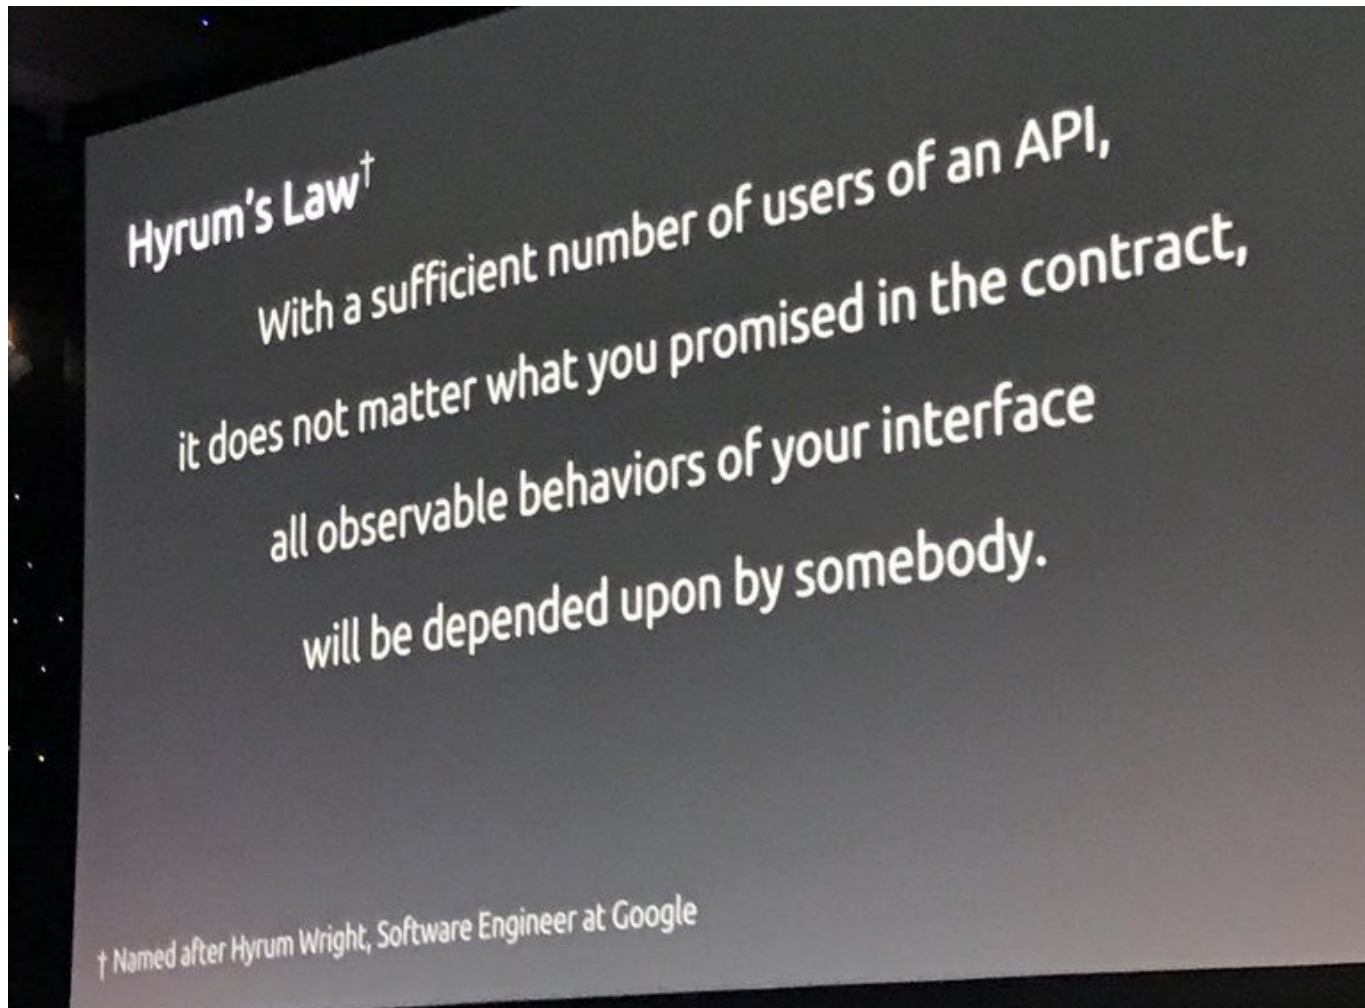 Hyrum's Law†
With a sufficient number of users of an API,
it does not matter what you promised in the contract,
all observable behaviors of your interface
will be depended upon by somebody.
† Named after Hyrum Wright, Software Engineer at Google